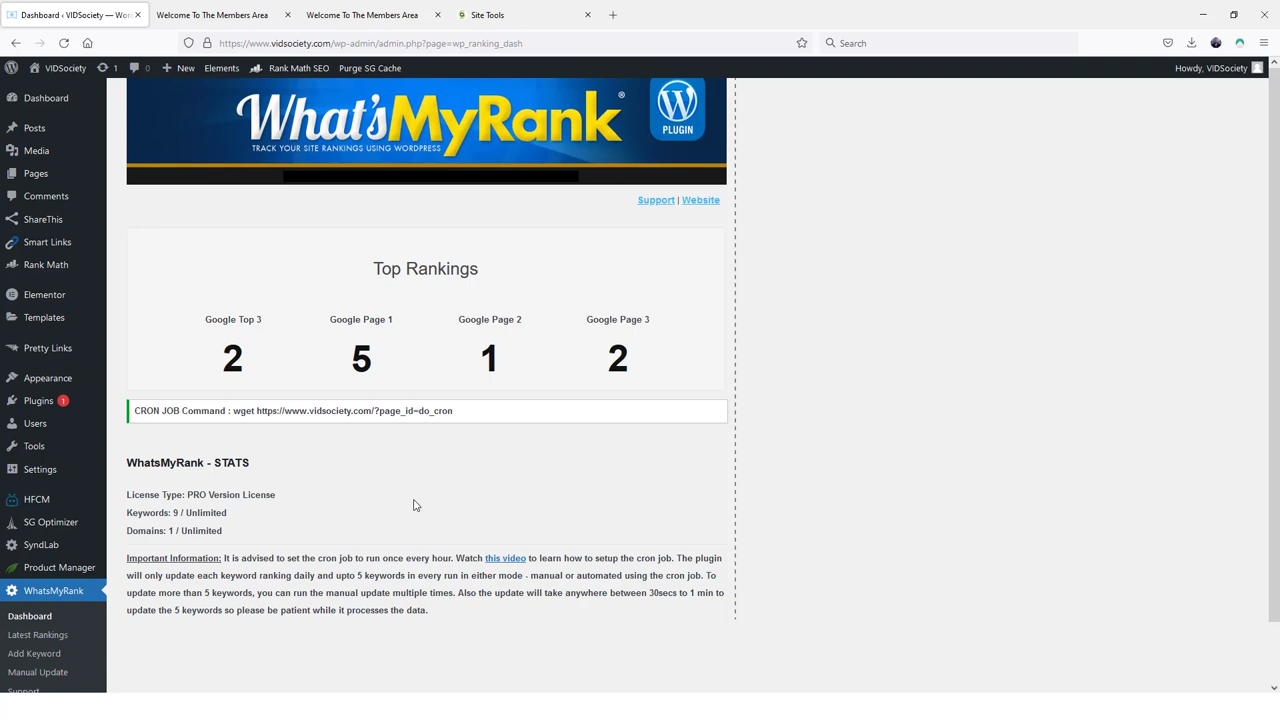 Dashboard ‹ VIDSociety — Wor
Welcome To The Members Area
Welcome To The Members Area
Site Tools
https://www.vidsociety.com/wp-admin/admin.php?page=wp_ranking_dash
Search
VIDSociety
1
0
New
Elements
Rank Math SEO
Purge SG Cache
Howdy, VIDSociety
Dashboard
Posts
Media
Pages
Comments
ShareThis
Smart Links
Rank Math
Elementor
Templates
Pretty Links
Appearance
Plugins 1
Users
Tools
Settings
HFCM
SG Optimizer
SyndLab
Product Manager
WhatsMyRank
Dashboard
Latest Rankings
Add Keyword
Manual Update
Support
What'sMyRank®
TRACK YOUR SITE RANKINGS USING WORDPRESS
PLUGIN
Support | Website
Top Rankings
Google Top 3
Google Page 1
Google Page 2
Google Page 3
2
5
1
2
CRON JOB Command : wget https://www.vidsociety.com/?page_id=do_cron
WhatsMyRank - STATS
License Type: PRO Version License
Keywords: 9 / Unlimited
Domains: 1 / Unlimited
Important Information: It is advised to set the cron job to run once every hour. Watch this video to learn how to setup the cron job. The plugin
will only update each keyword ranking daily and upto 5 keywords in every run in either mode - manual or automated using the cron job. To
update more than 5 keywords, you can run the manual update multiple times. Also the update will take anywhere between 30secs to 1 min to
update the 5 keywords so please be patient while it processes the data.